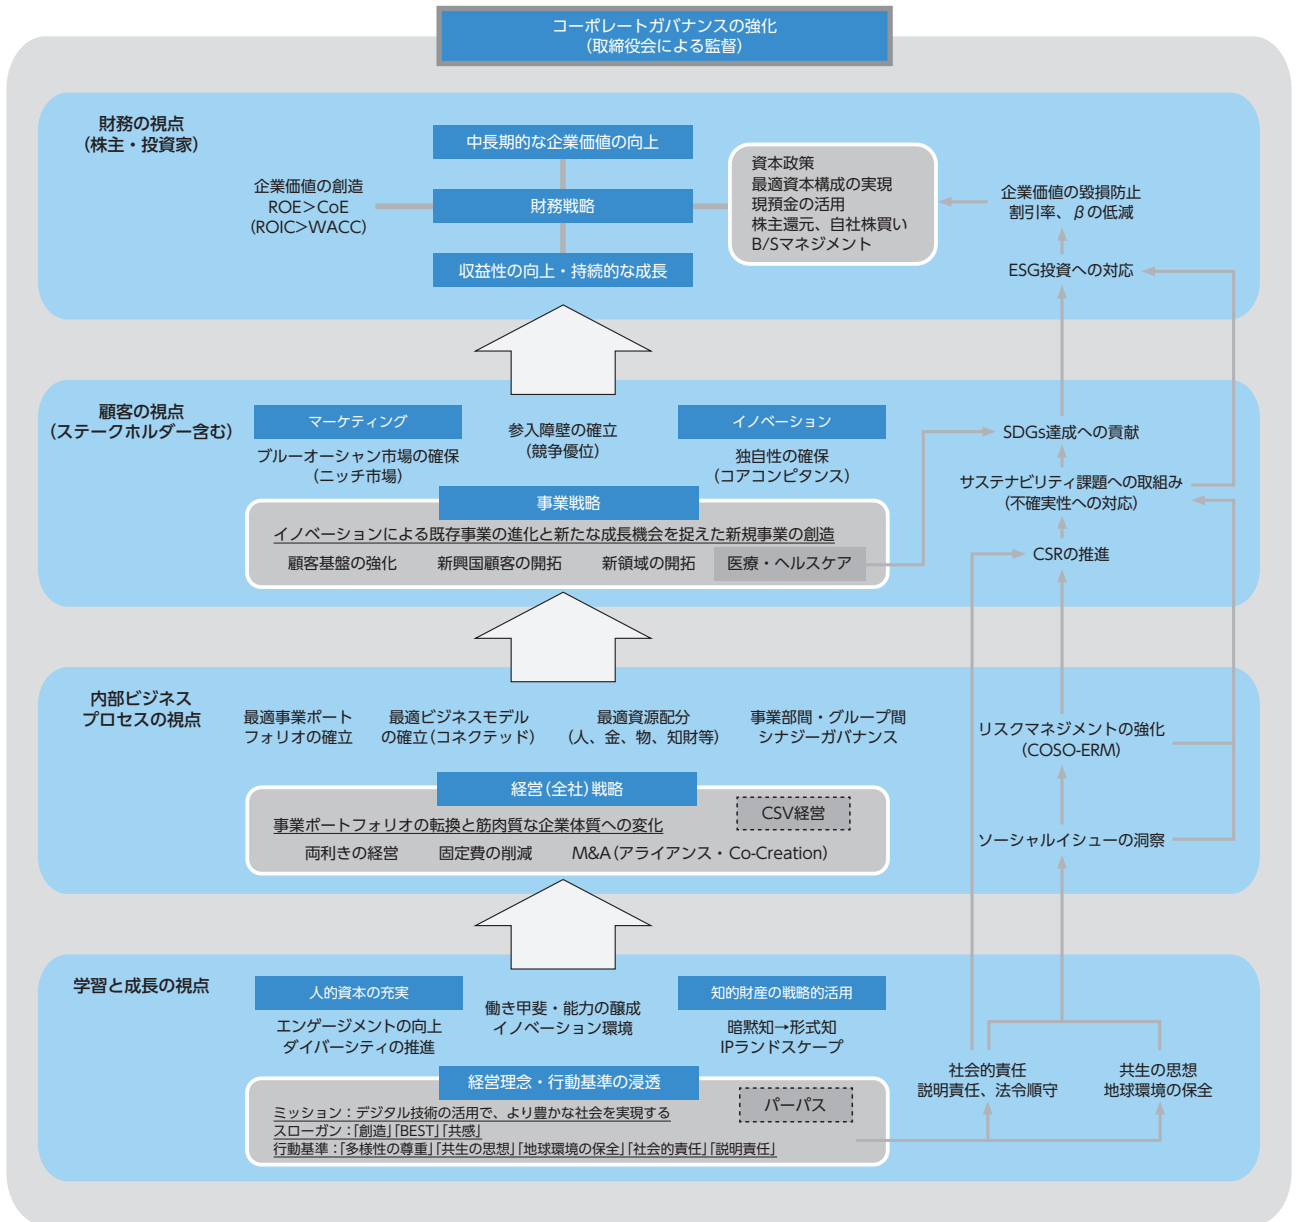 コーポレートガバナンスの強化
(取締役会による監督)
財務の視点
(株主・投資家)
中長期的な企業価値の向上
企業価値の創造
ROE>CoE
(ROIC>WACC)
財務戦略
収益性の向上・持続的な成長
資本政策
最適資本構成の実現
現預金の活用
株主還元、自社株買い
B/Sマネジメント
企業価値の毀損防止
割引率、βの低減
ESG投資への対応
顧客の視点
(ステークホルダー含む)
マーケティング
ブルーオーシャン市場の確保
(ニッチ市場)
参入障壁の確立
(競争優位)
イノベーション
独自性の確保
(コアコンピタンス)
事業戦略
イノベーションによる既存事業の進化と新たな成長機会を捉えた新規事業の創造
顧客基盤の強化
新興国顧客の開拓
新領域の開拓
医療・ヘルスケア
SDGs達成への貢献
サステナビリティ課題への取組み
(不確実性への対応)
CSRの推進
内部ビジネス
プロセスの視点
最適事業ポート
フォリオの確立
最適ビジネスモデル
の確立(コネクテッド)
最適資源配分
(人、金、物、知財等)
事業部間・グループ間
シナジーガバナンス
経営(全社)戦略
CSV経営
事業ポートフォリオの転換と筋肉質な企業体質への変化
両利きの経営
固定費の削減
M&A(アライアンス・Co-Creation)
リスクマネジメントの強化
(COSO-ERM)
ソーシャルイシューの洞察
学習と成長の視点
人的資本の充実
エンゲージメントの向上
ダイバーシティの推進
働き甲斐・能力の醸成
イノベーション環境
知的財産の戦略的活用
暗黙知→形式知
IPランドスケープ
経営理念・行動基準の浸透
パーパス
ミッション：デジタル技術の活用で、より豊かな社会を実現する
スローガン：「創造」「BEST」「共感」
行動基準：「多様性の尊重」「共生の思想」「地球環境の保全」「社会的責任」「説明責任」
社会的責任
説明責任、法令順守
共生の思想
地球環境の保全